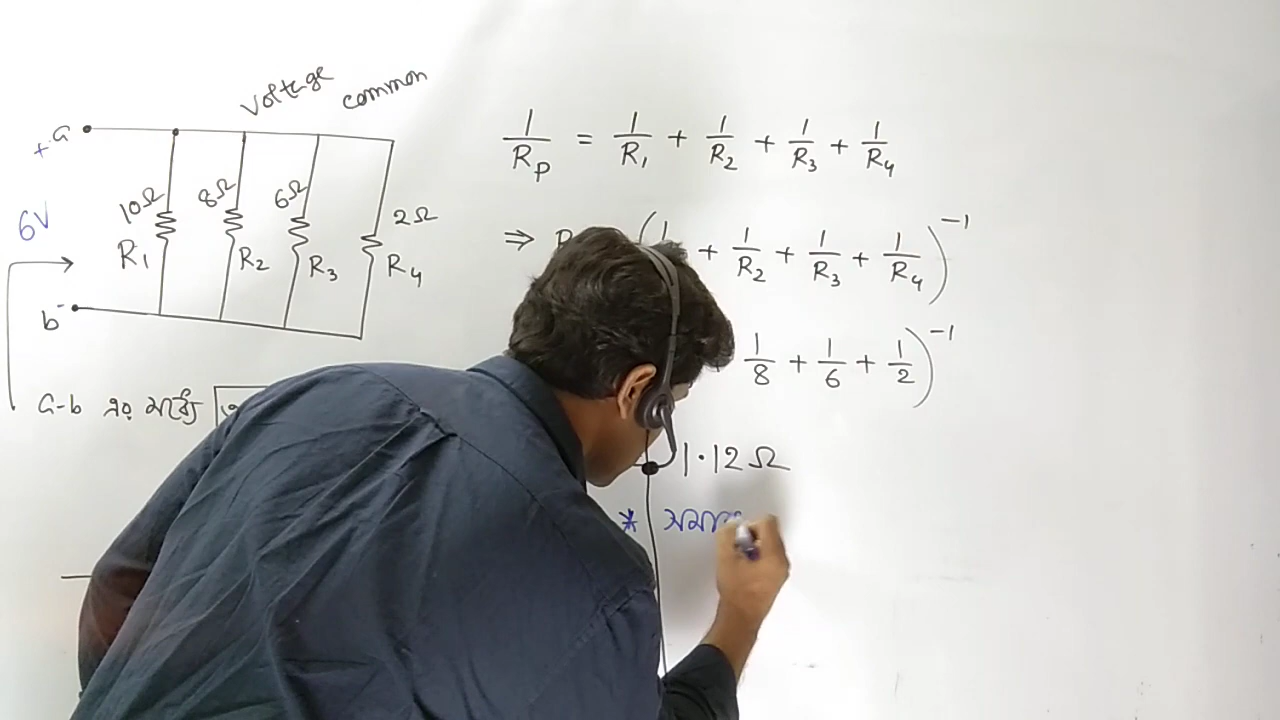 Voltage common
+ a
6V
10Ω 8Ω 6Ω 2Ω
R₁ R₂ R₃ R₄
b -
a-b এর মধ্যে
1/Rp = 1/R₁ + 1/R₂ + 1/R₃ + 1/R₄
⇒ + 1/R₂ + 1/R₃ + 1/R₄)⁻¹
1/8 + 1/6 + 1/2)⁻¹
1.12 Ω
*